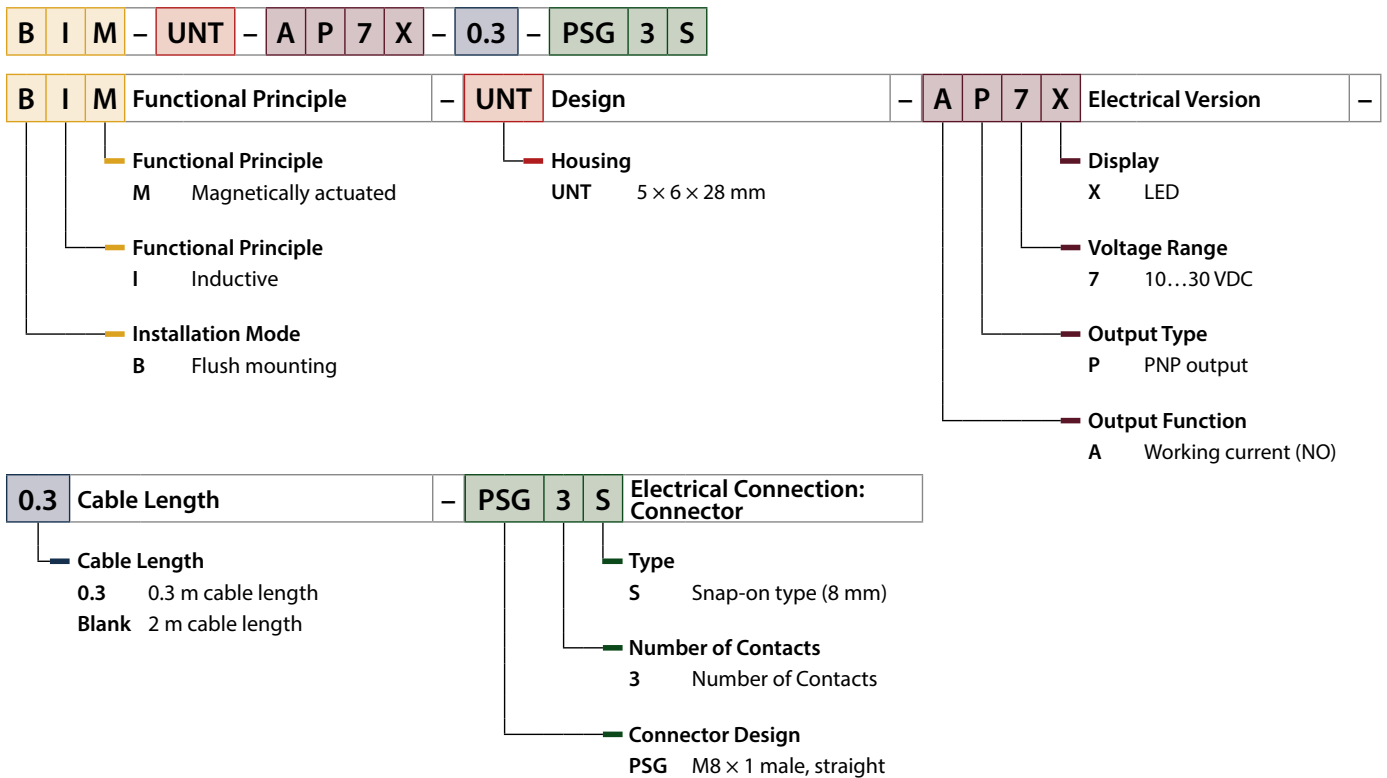 B I M – UNT – A P 7 X – 0.3 – PSG 3 S
B I M Functional Principle – UNT Design – A P 7 X Electrical Version –
Functional Principle
M Magnetically actuated
Functional Principle
I Inductive
Installation Mode
B Flush mounting
Housing
UNT 5 × 6 × 28 mm
Display
X LED
Voltage Range
7 10…30 VDC
Output Type
P PNP output
Output Function
A Working current (NO)
0.3 Cable Length – PSG 3 S Electrical Connection:
Connector
Cable Length
0.3 0.3 m cable length
Blank 2 m cable length
Type
S Snap-on type (8 mm)
Number of Contacts
3 Number of Contacts
Connector Design
PSG M8 × 1 male, straight